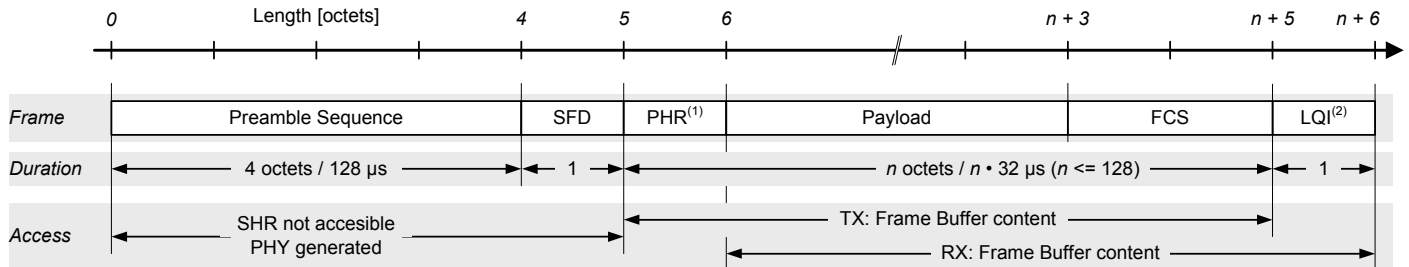 0 Length [octets] 4 5 6 n + 3 n + 5 n + 6
Frame Preamble Sequence SFD PHR(1) Payload FCS LQI(2)
Duration 4 octets / 128 µs 1 n octets / n • 32 µs (n <= 128) 1
Access
SHR not accesible
PHY generated
TX: Frame Buffer content
RX: Frame Buffer content